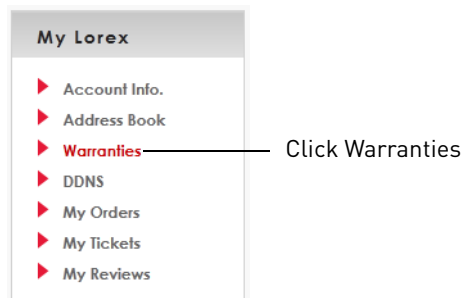 My Lorex
Account Info.
Address Book
Warranties
Click Warranties
DDNS
My Orders
My Tickets
My Reviews